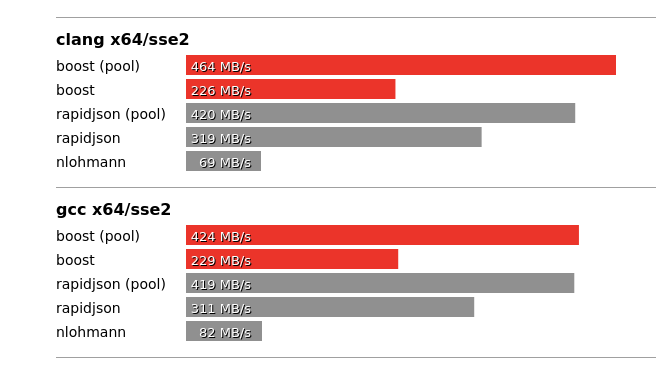 clang x64/sse2
boost (pool) 464 MB/s
boost 226 MB/s
rapidjson (pool) 420 MB/s
rapidjson 319 MB/s
nlohmann 69 MB/s
gcc x64/sse2
boost (pool) 424 MB/s
boost 229 MB/s
rapidjson (pool) 419 MB/s
rapidjson 311 MB/s
nlohmann 82 MB/s